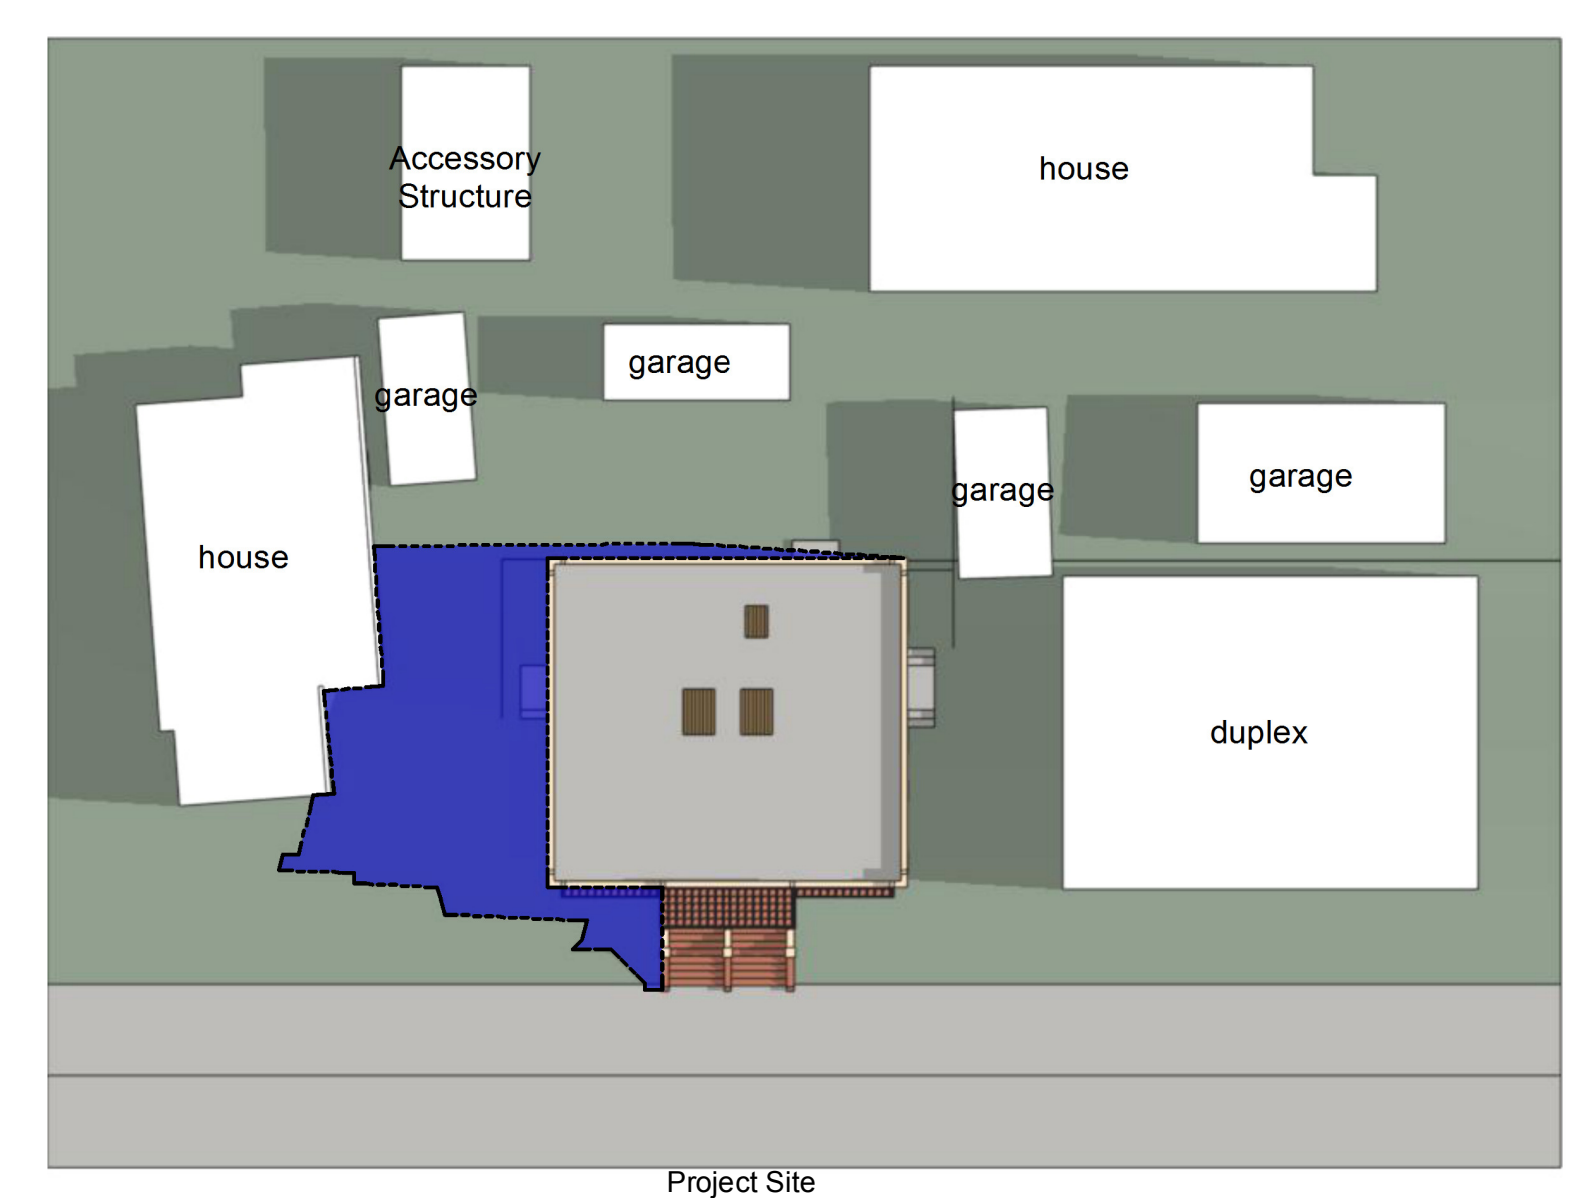 Accessory
Structure
house
garage
garage
garage
garage
house
duplex
Project Site